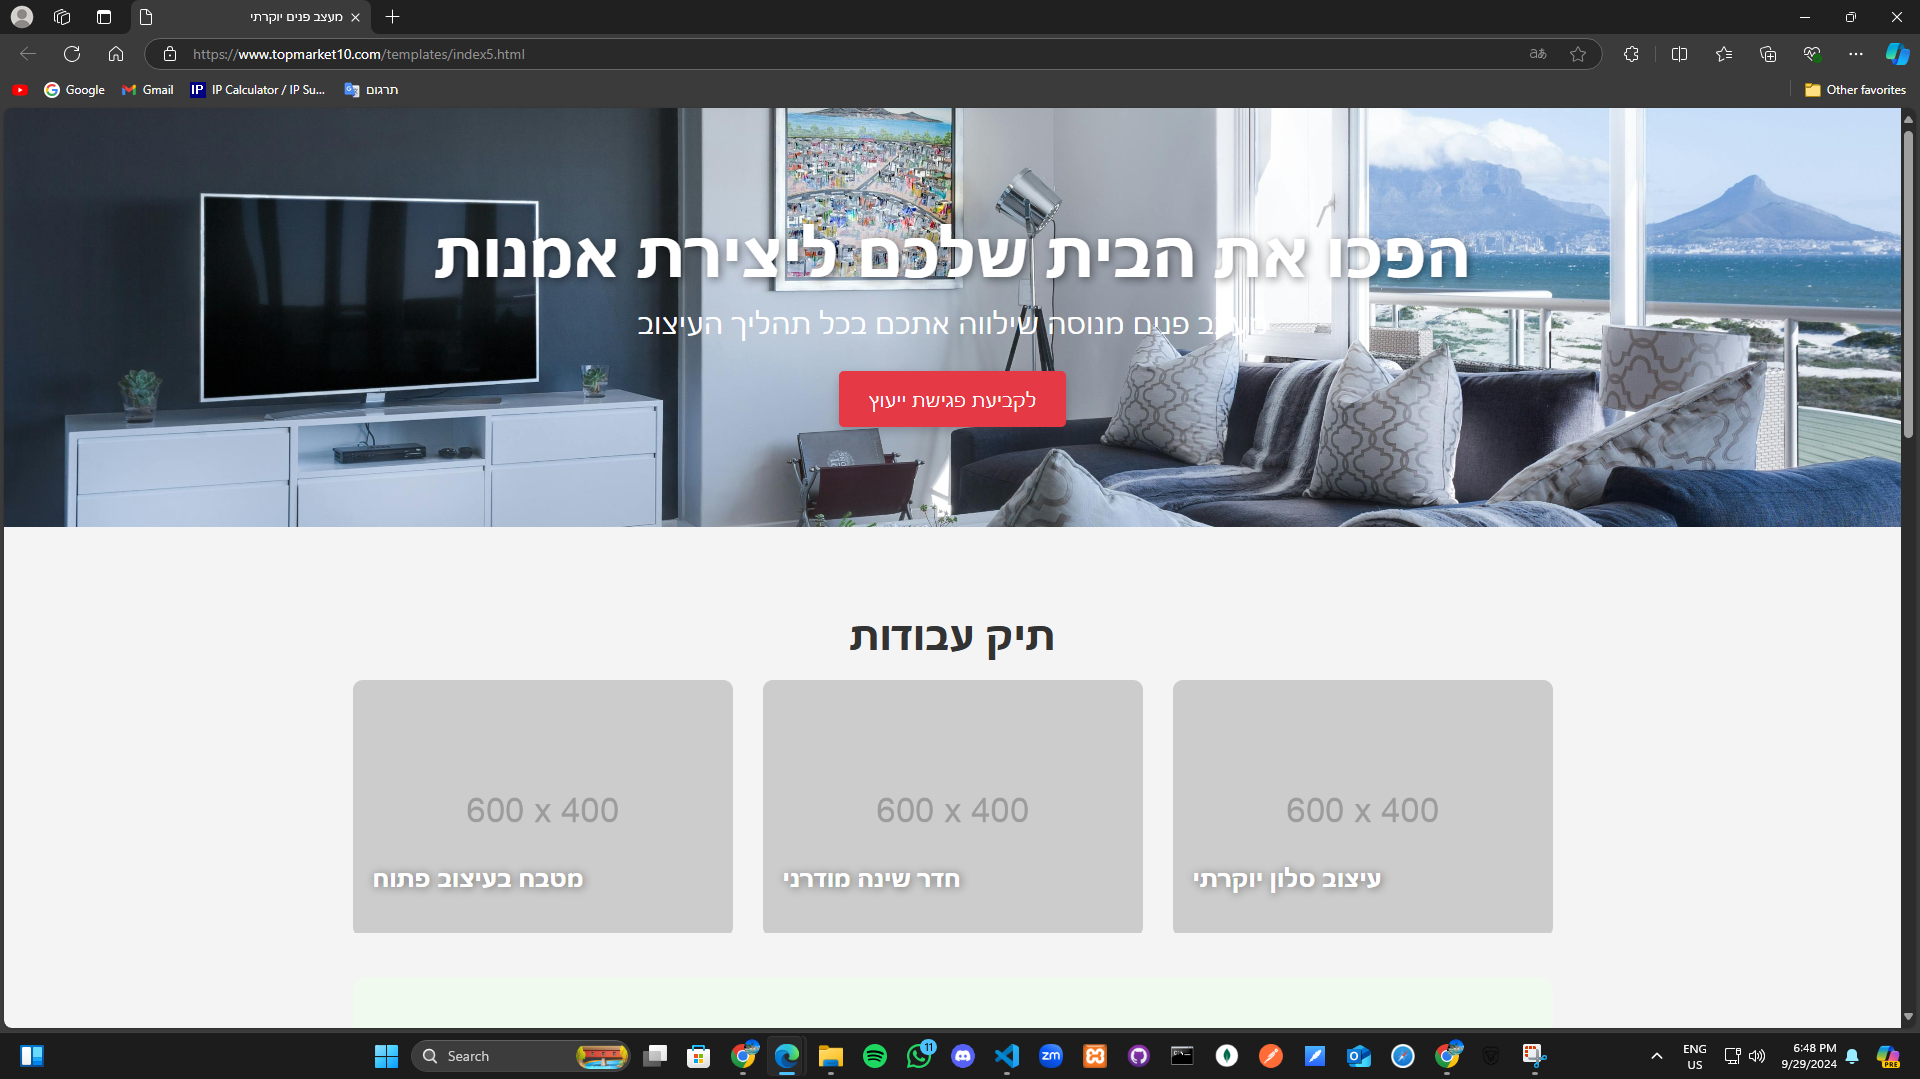 מעצב פנים יוקרתי
https://www.topmarket10.com/templates/index5.html
Google
Gmail
IP Calculator / IP Su...
תרגום
Other favorites
הפכו את הבית שלכם ליצירת אמנות
מעצב פנים מנוסה שילווה אתכם בכל תהליך העיצוב
לקביעת פגישת ייעוץ
תיק עבודות
600 x 400
עיצוב סלון יוקרתי
600 x 400
חדר שינה מודרני
600 x 400
מטבח בעיצוב פתוח
Search
11
zm
ENG
US
6:48 PM
9/29/2024
PRE